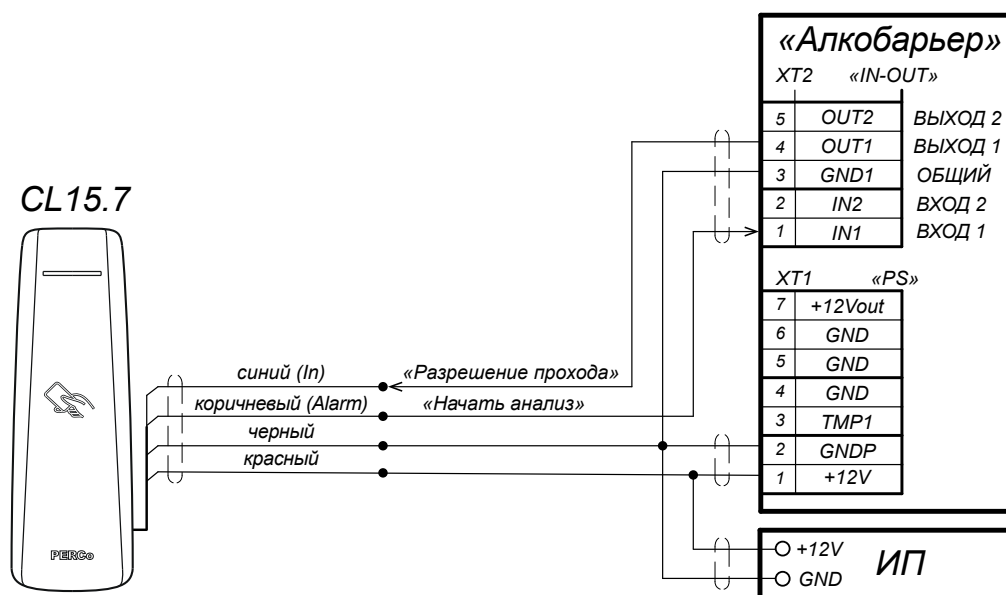 «Алкобарьер»
XT2 «IN-OUT»
5 OUT2 ВЫХОД 2
4 OUT1 ВЫХОД 1
3 GND1 ОБЩИЙ
2 IN2 ВХОД 2
1 IN1 ВХОД 1
CL15.7
XT1 «PS»
7 +12Vout
6 GND
5 GND
4 GND
3 TMP1
2 GNDP
1 +12V
синий (In) «Разрешение прохода»
коричневый (Alarm) «Начать анализ»
черный
красный
PERCo
+12V
GND
ИП